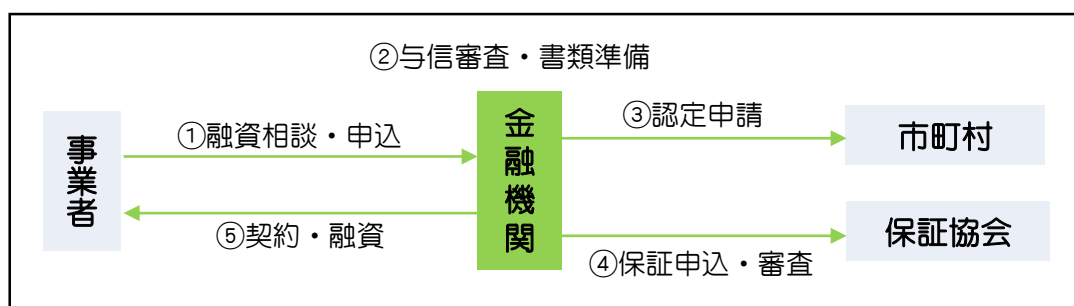 ②与信審査・書類準備
事業者
①融資相談・申込
⑤契約・融資
金融機関
③認定申請
④保証申込・審査
市町村
保証協会